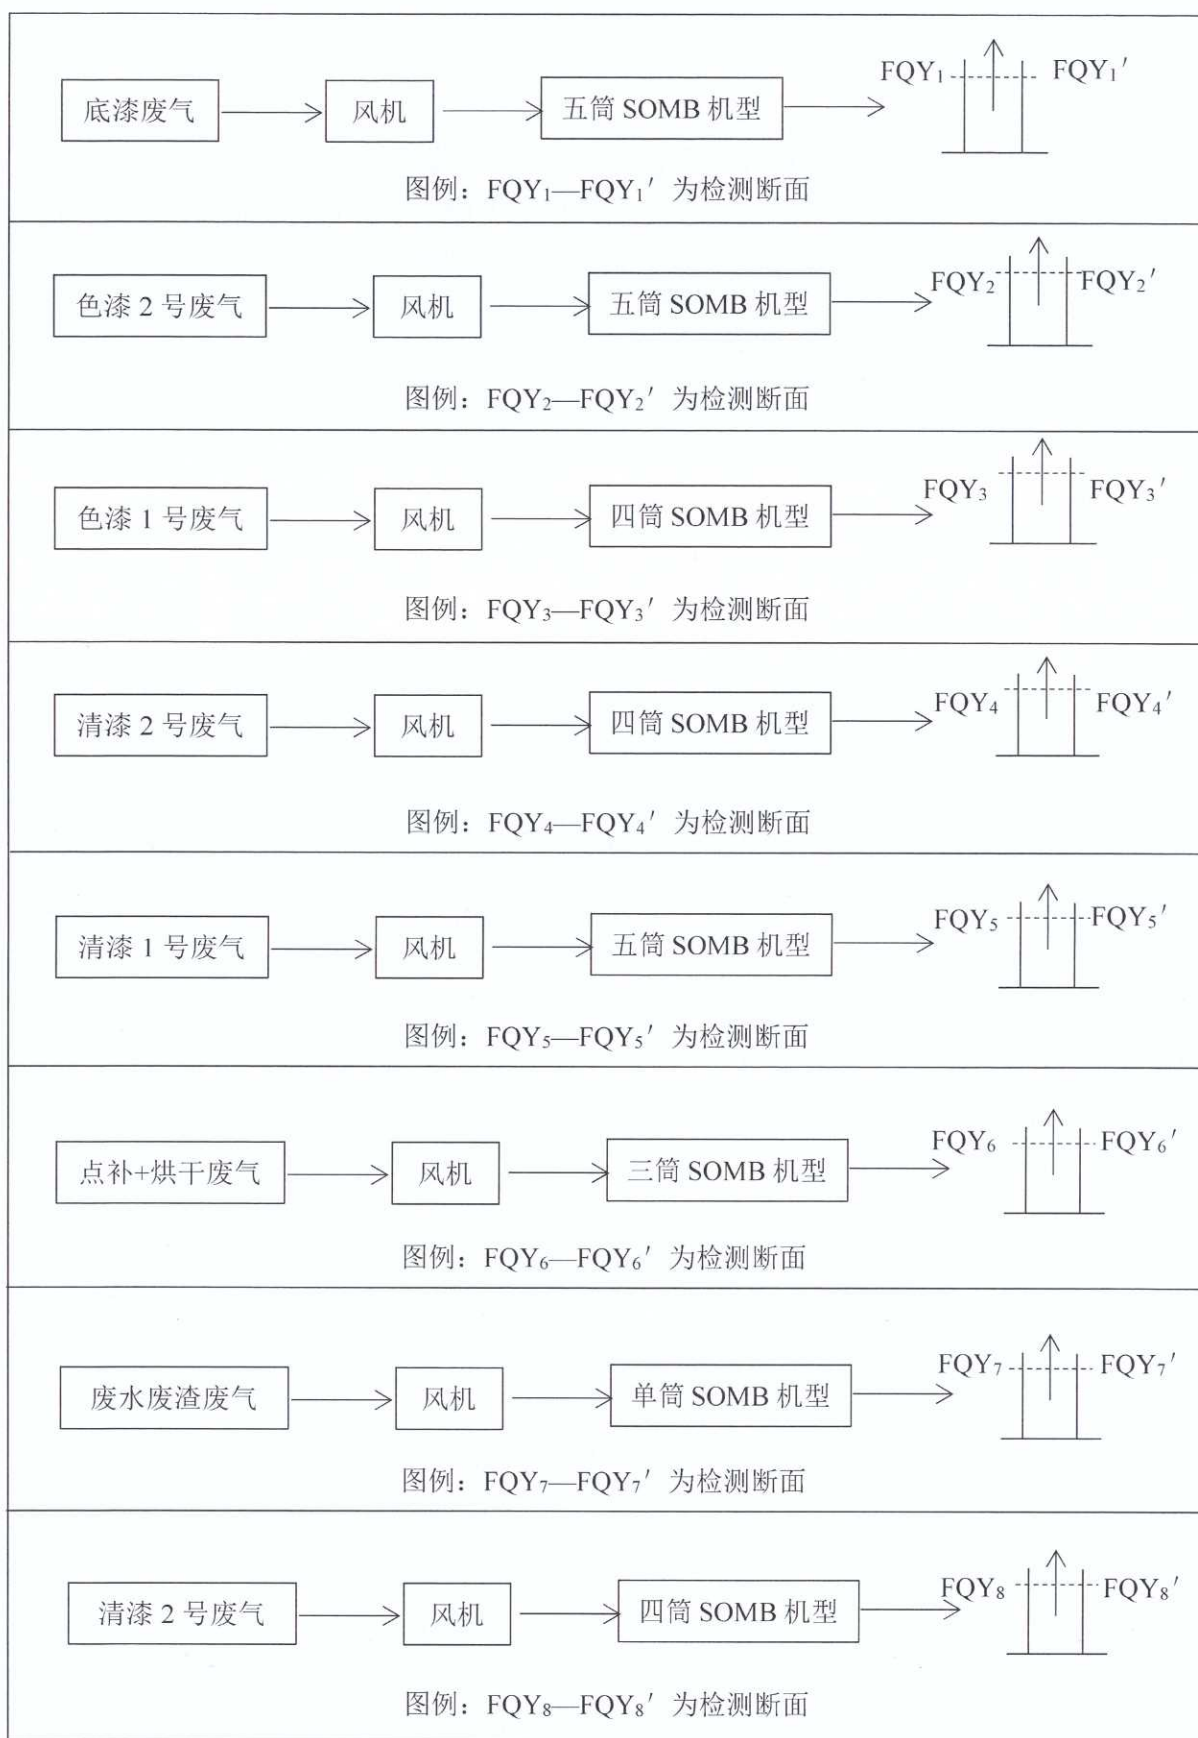 底漆废气 风机 五筒 SOMB 机型 FQY₁ FQY₁′
图例：FQY₁—FQY₁′ 为检测断面
色漆 2 号废气 风机 五筒 SOMB 机型 FQY₂ FQY₂′
图例：FQY₂—FQY₂′ 为检测断面
色漆 1 号废气 风机 四筒 SOMB 机型 FQY₃ FQY₃′
图例：FQY₃—FQY₃′ 为检测断面
清漆 2 号废气 风机 四筒 SOMB 机型 FQY₄ FQY₄′
图例：FQY₄—FQY₄′ 为检测断面
清漆 1 号废气 风机 五筒 SOMB 机型 FQY₅ FQY₅′
图例：FQY₅—FQY₅′ 为检测断面
点补+烘干废气 风机 三筒 SOMB 机型 FQY₆ FQY₆′
图例：FQY₆—FQY₆′ 为检测断面
废水废渣废气 风机 单筒 SOMB 机型 FQY₇ FQY₇′
图例：FQY₇—FQY₇′ 为检测断面
清漆 2 号废气 风机 四筒 SOMB 机型 FQY₈ FQY₈′
图例：FQY₈—FQY₈′ 为检测断面